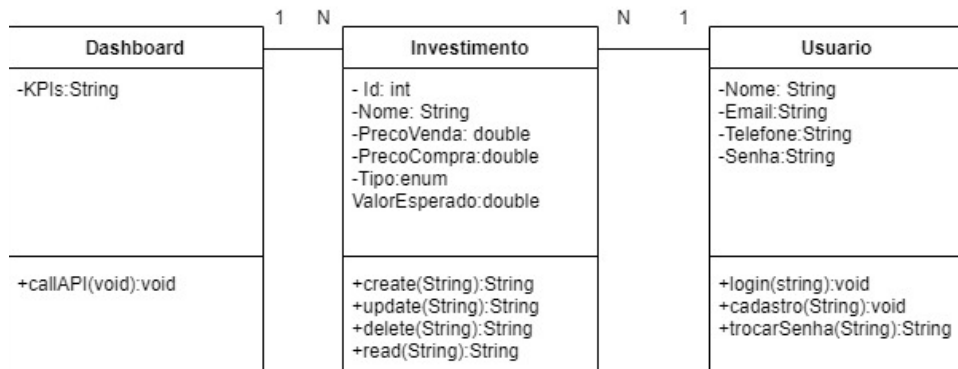 1 N
N 1
Dashboard
-KPIs:String
+callAPI(void):void
Investimento
- Id: int
-Nome: String
-PrecoVenda: double
-PrecoCompra:double
-Tipo:enum
ValorEsperado:double
+create(String):String
+update(String):String
+delete(String):String
+read(String):String
Usuario
-Nome: String
-Email:String
-Telefone:String
-Senha:String
+login(string):void
+cadastro(String):void
+trocarSenha(String):String